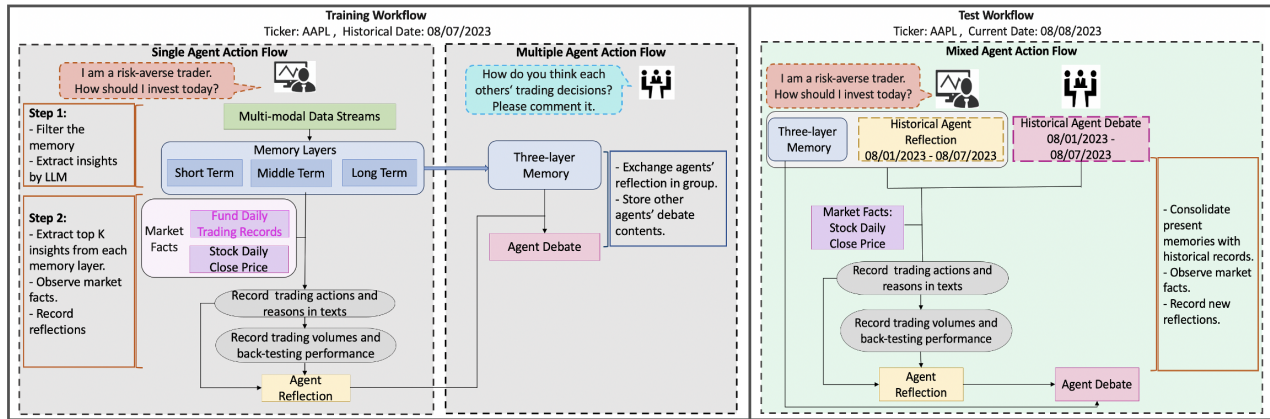 Training Workflow
Ticker: AAPL , Historical Date: 08/07/2023
Single Agent Action Flow
I am a risk-averse trader.
How should I invest today?
Step 1:
- Filter the
memory
- Extract insights
by LLM
Multi-modal Data Streams
Memory Layers
Short Term
Middle Term
Long Term
Step 2:
- Extract top K
insights from each
memory layer.
- Observe market
facts.
- Record
reflections
Market
Facts
Fund Daily
Trading Records
Stock Daily
Close Price
Record trading actions and
reasons in texts
Record trading volumes and
back-testing performance
Agent
Reflection
Multiple Agent Action Flow
How do you think each
others' trading decisions?
Please comment it.
Three-layer
Memory
- Exchange agents'
reflection in group.
- Store other
agents' debate
contents.
Agent Debate
Test Workflow
Ticker: AAPL , Current Date: 08/08/2023
Mixed Agent Action Flow
I am a risk-averse trader.
How should I invest today?
Three-layer
Memory
Historical Agent
Reflection
08/01/2023 - 08/07/2023
Historical Agent Debate
08/01/2023 -
08/07/2023
Market Facts:
Stock Daily
Close Price
- Consolidate
present
memories with
historical records.
- Observe market
facts.
- Record new
reflections.
Record trading actions and
reasons in texts
Record trading volumes and
back-testing performance
Agent
Reflection
Agent Debate